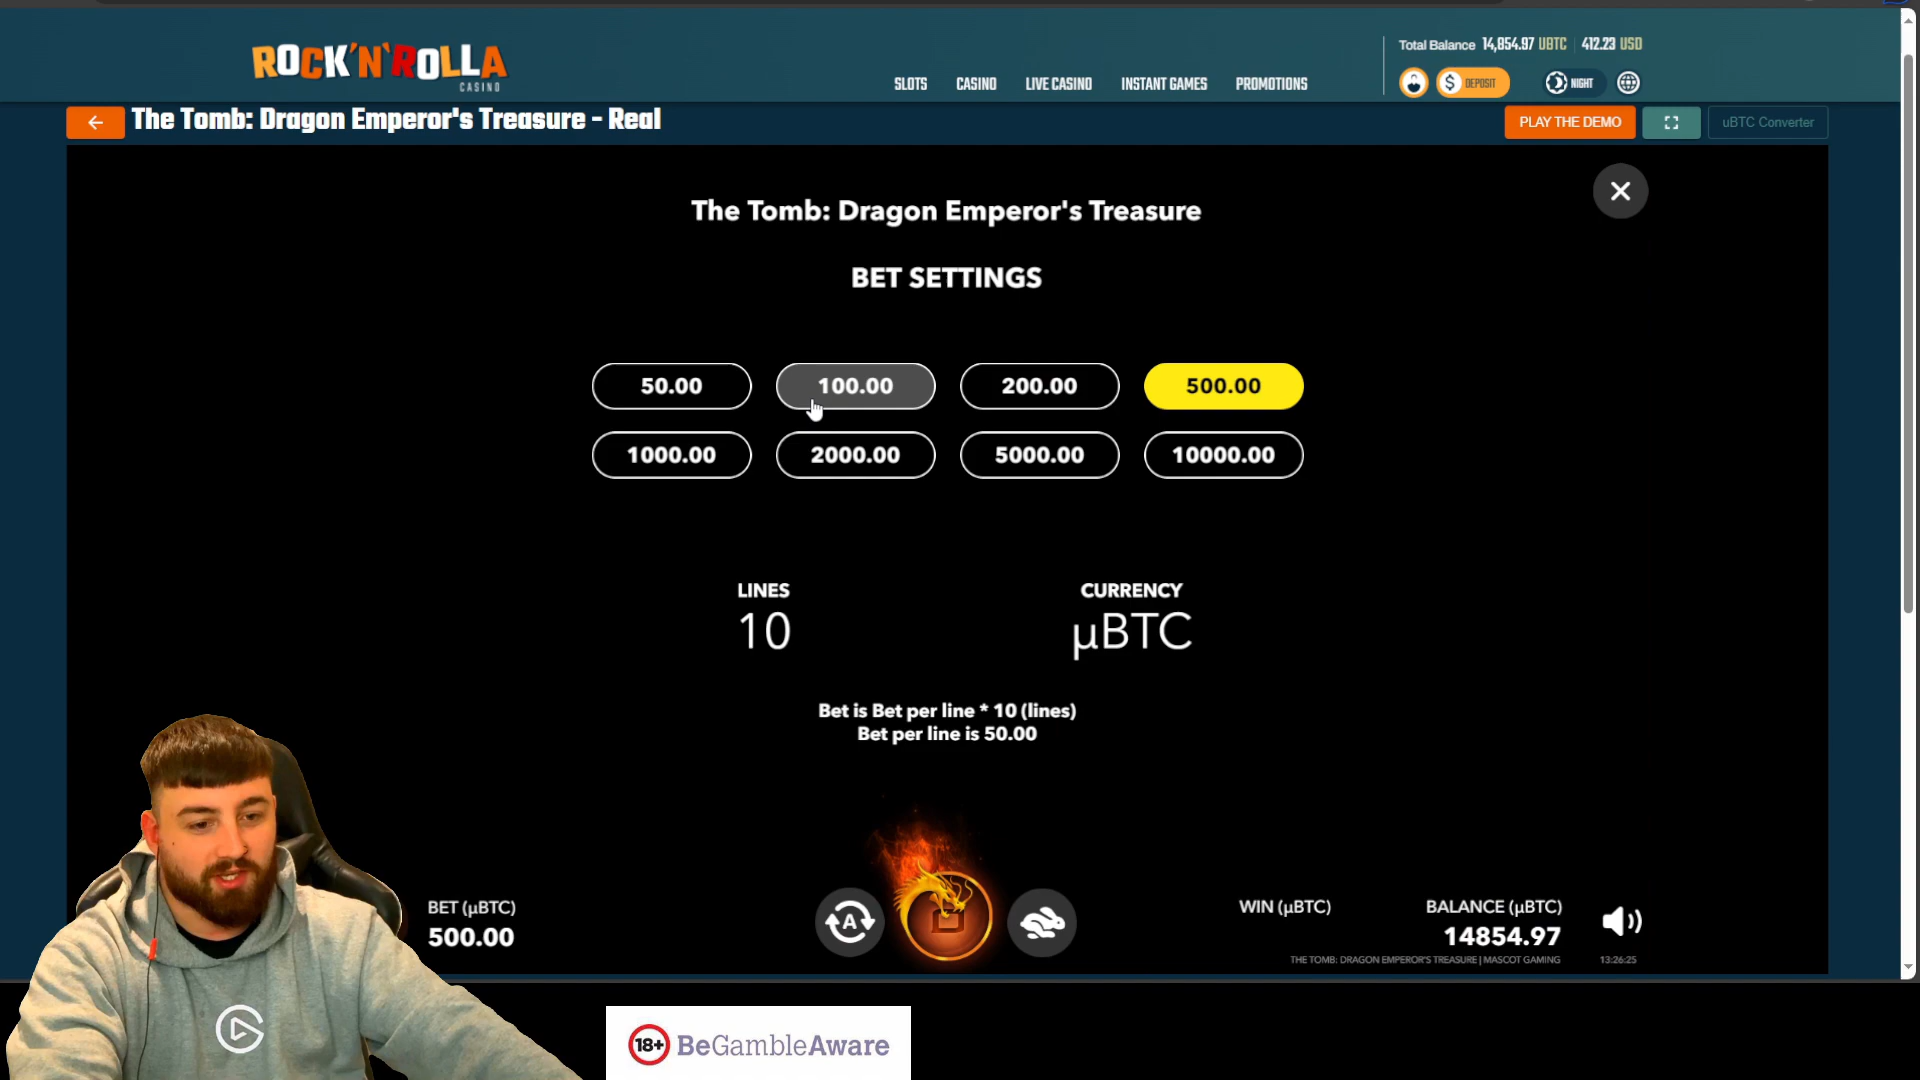 ROCK'N'ROLLA
CASINO
SLOTS CASINO LIVE CASINO INSTANT GAMES PROMOTIONS
Total Balance 14,854.97 UBTC 412.23 USD
$ DEPOSIT NIGHT
The Tomb: Dragon Emperor's Treasure - Real
PLAY THE DEMO
uBTC Converter
The Tomb: Dragon Emperor's Treasure
BET SETTINGS
50.00 100.00 200.00 500.00
1000.00 2000.00 5000.00 10000.00
LINES CURRENCY
10 µBTC
Bet is Bet per line * 10 (lines)
Bet per line is 50.00
BET (µBTC)
500.00
A
WIN (µBTC)
BALANCE (µBTC)
14854.97
THE TOMB: DRAGON EMPEROR'S TREASURE | MASCOT GAMING
13:26:25
18+ BeGambleAware